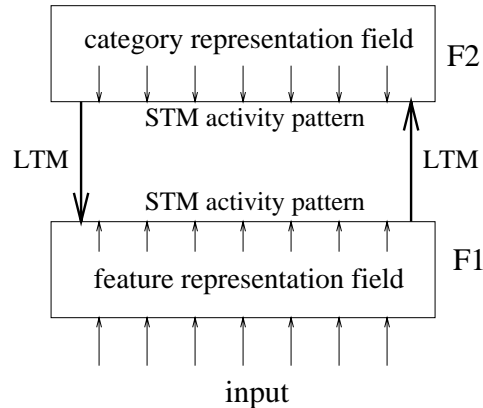 category representation field
F2
STM activity pattern
LTM
LTM
STM activity pattern
F1
feature representation field
input